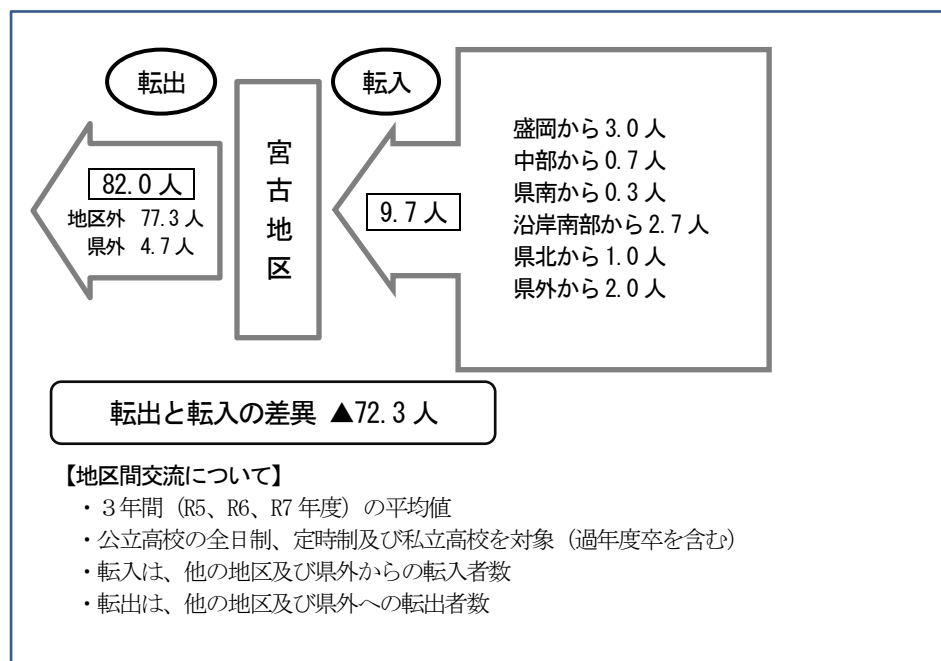 転出
転入
82.0人
地区外 77.3人
県外 4.7人
宮古地区
9.7人
盛岡から3.0人
中部から0.7人
県南から0.3人
沿岸南部から2.7人
県北から1.0人
県外から2.0人
転出と転入の差異 ▲72.3人
【地区間交流について】
・３年間（R5、R6、R7年度）の平均値
・公立高校の全日制、定時制及び私立高校を対象（過年度卒を含む）
・転入は、他の地区及び県外からの転入者数
・転出は、他の地区及び県外への転出者数